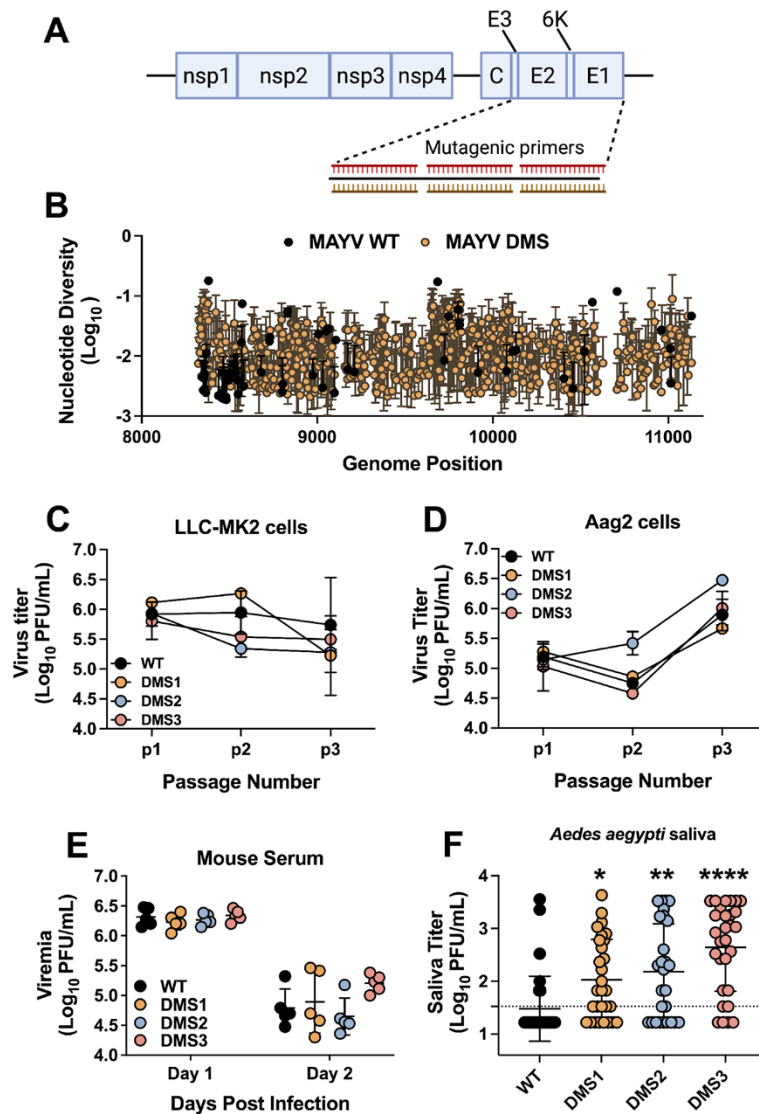 A
E3 6K
nsp1 nsp2 nsp3 nsp4 C E2 E1
Mutagenic primers
B
MAYV WT MAYV DMS
Nucleotide Diversity
(Log10)
0
-1
-2
-3
8000 9000 10000 11000
Genome Position
C
LLC-MK2 cells
Virus titer
(Log10 PFU/mL)
7.0
6.5
6.0
5.5
5.0
4.5
4.0
WT
DMS1
DMS2
DMS3
p1 p2 p3
Passage Number
D
Aag2 cells
Virus Titer
(Log10 PFU/mL)
7.0
6.5
6.0
5.5
5.0
4.5
4.0
WT
DMS1
DMS2
DMS3
p1 p2 p3
Passage Number
E
Mouse Serum
Viremia
(Log10 PFU/mL)
7.0
6.5
6.0
5.5
5.0
4.5
4.0
WT
DMS1
DMS2
DMS3
Day 1 Day 2
Days Post Infection
F
Aedes aegypti saliva
* ** ****
Saliva Titer
(Log10 PFU/mL)
4
3
2
1
WT DMS1 DMS2 DMS3